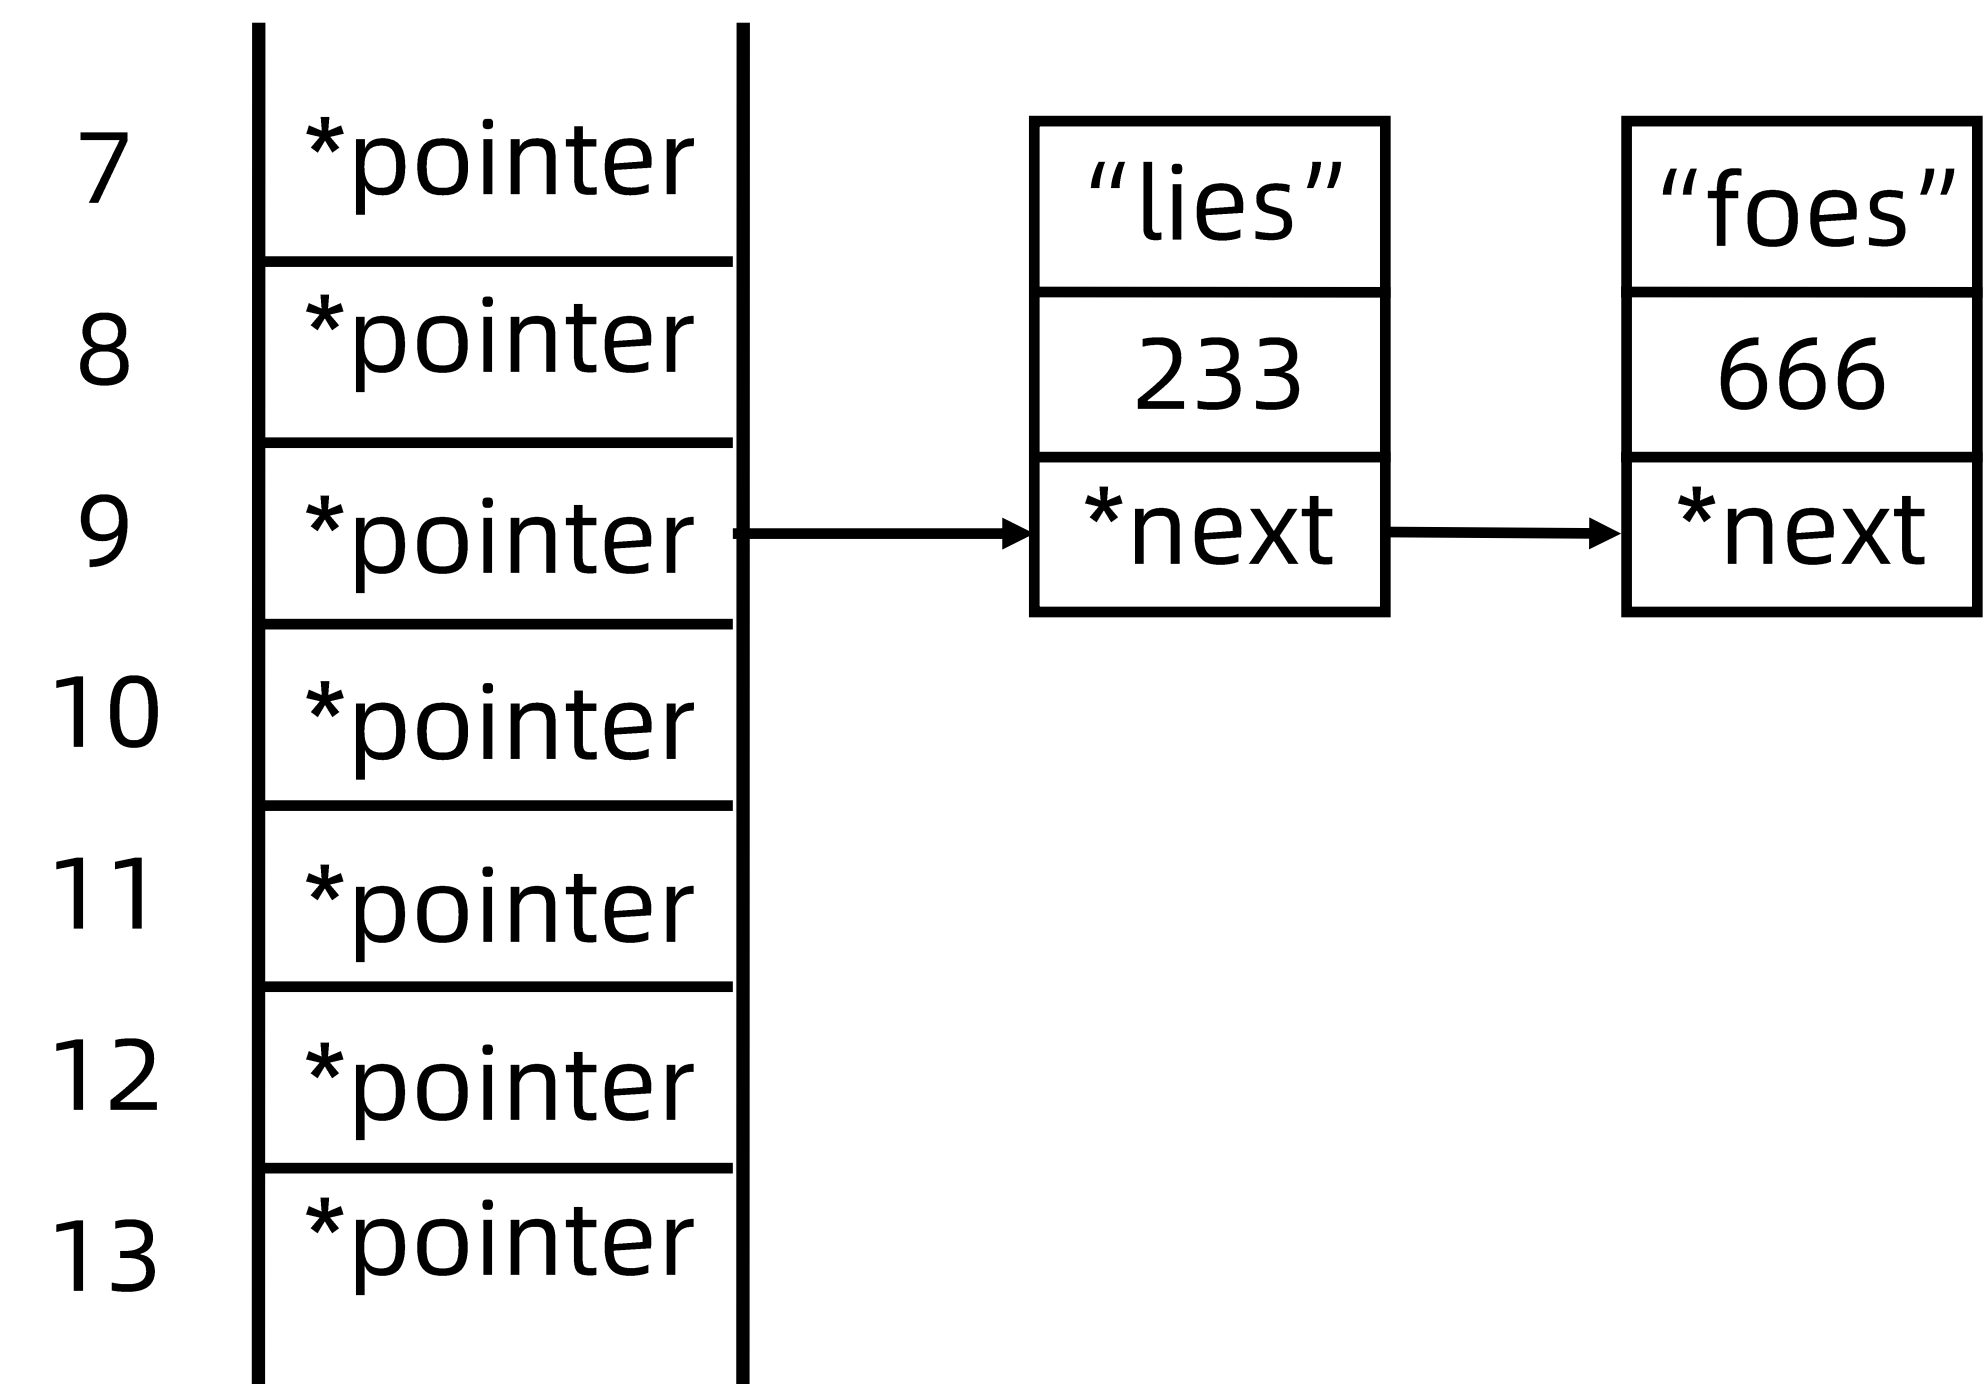 7 *pointer “lies” “foes”
8 *pointer 233 666
9 *pointer *next *next
10 *pointer
11 *pointer
12 *pointer
13 *pointer